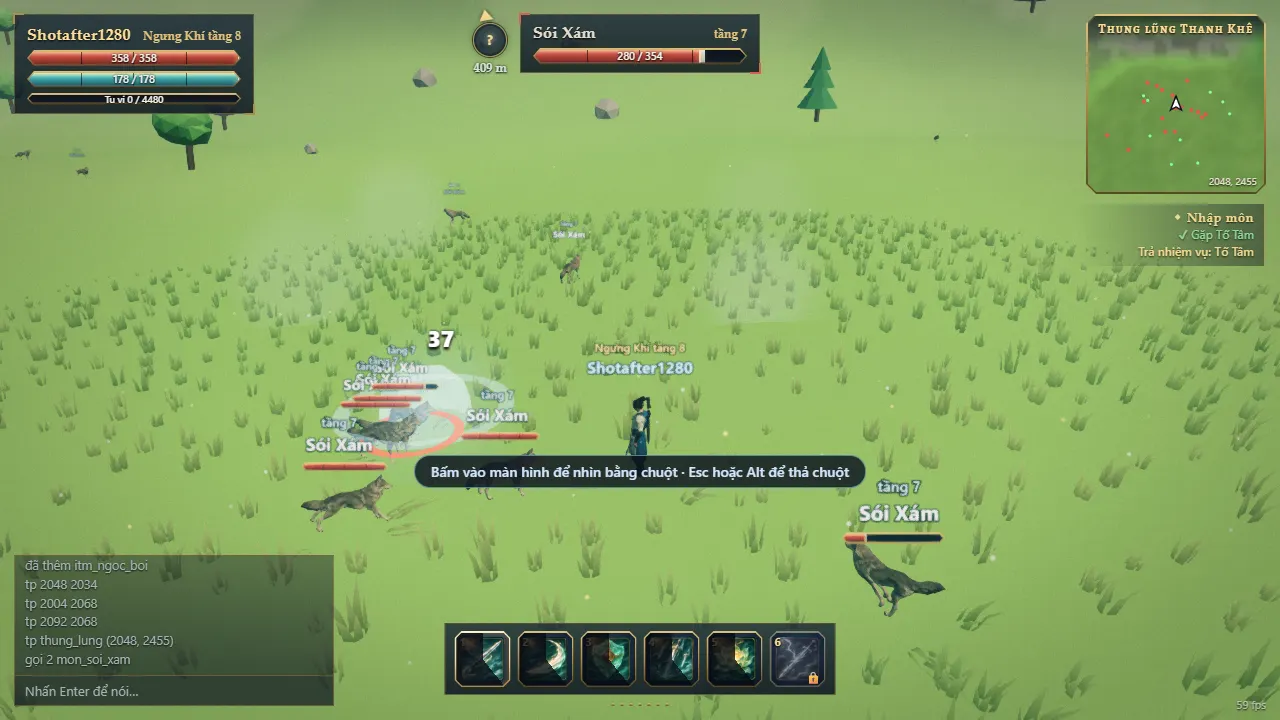 Shotafter1280 Ngưng Khí tầng 8
358 / 358
178 / 178
Tu vi 0 / 4480
?
409 m
Sói Xám tầng 7
280 / 354
THUNG LŨNG THANH KHÊ
2048, 2455
Nhập môn
✓ Gặp Tố Tâm
Trả nhiệm vụ: Tố Tâm
Sói Xám
37
Ngưng Khí tầng 8
Shotafter1280
tầng 7
Sói Xám
tầng 7
Sói Xám
tầng 7
Sói Xám
Bấm vào màn hình để nhìn bằng chuột · Esc hoặc Alt để thả chuột
tầng 7
Sói Xám
đã thêm itm_ngoc_boi
tp 2048 2034
tp 2004 2068
tp 2092 2068
tp thung_lung (2048, 2455)
gọi 2 mon_soi_xam
Nhấn Enter để nói...
6
59 fps